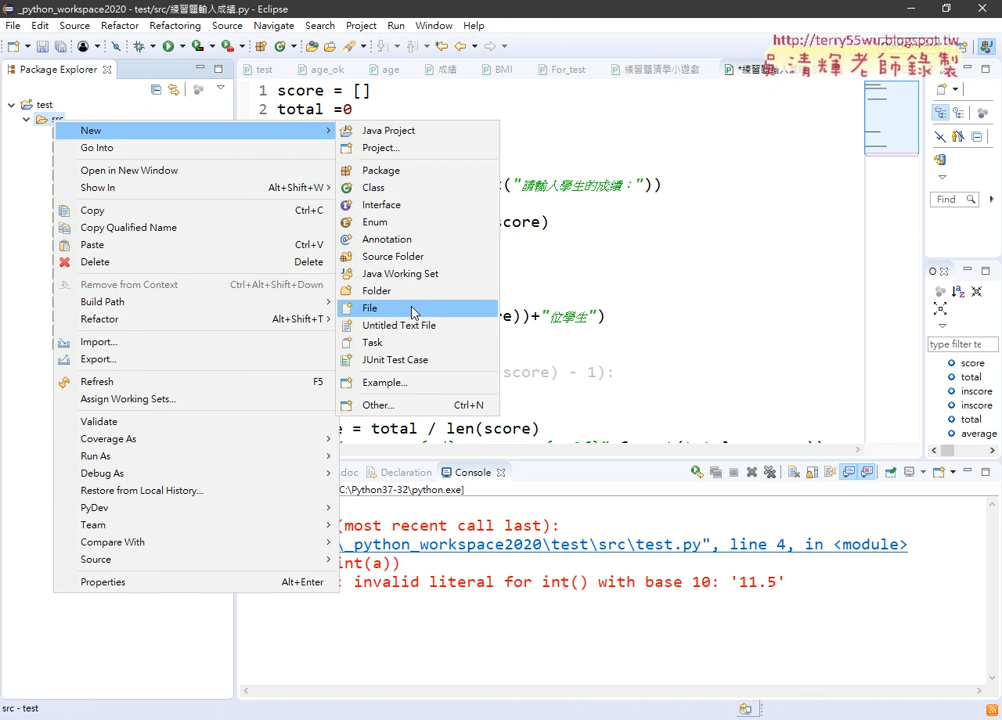 _python_workspace2020 - test/src/練習題輸入成績.py - Eclipse
File Edit Source Refactor Refactoring Source Navigate Search Project Run Window Help
http://terry55wu.blogspot.tw
吳清輝老師錄製
Package Explorer
test age_ok age 成績 BMI For_test 練習題猜學小遊戲
test
src
1 score = []
2 total =0
("請輸入學生的成績："))
score)
e))+"位學生")
score) - 1):
e = total / len(score)
New
Go Into
Open in New Window
Show In Alt+Shift+W
Copy Ctrl+C
Copy Qualified Name
Paste Ctrl+V
Delete Delete
Remove from Context Ctrl+Alt+Shift+Down
Build Path
Refactor Alt+Shift+T
Import...
Export...
Refresh F5
Assign Working Sets...
Validate
Coverage As
Run As
Debug As
Restore from Local History...
PyDev
Team
Compare With
Source
Properties Alt+Enter
Java Project
Project...
Package
Class
Interface
Enum
Annotation
Source Folder
Java Working Set
Folder
File
Untitled Text File
Task
JUnit Test Case
Example...
Other... Ctrl+N
Find
type filter te
score
total
inscore
inscore
total
average
doc Declaration Console
C:\Python37-32\python.exe]
(most recent call last):
\_python_workspace2020\test\src\test.py", line 4, in <module>
int(a))
: invalid literal for int() with base 10: '11.5'
src - test